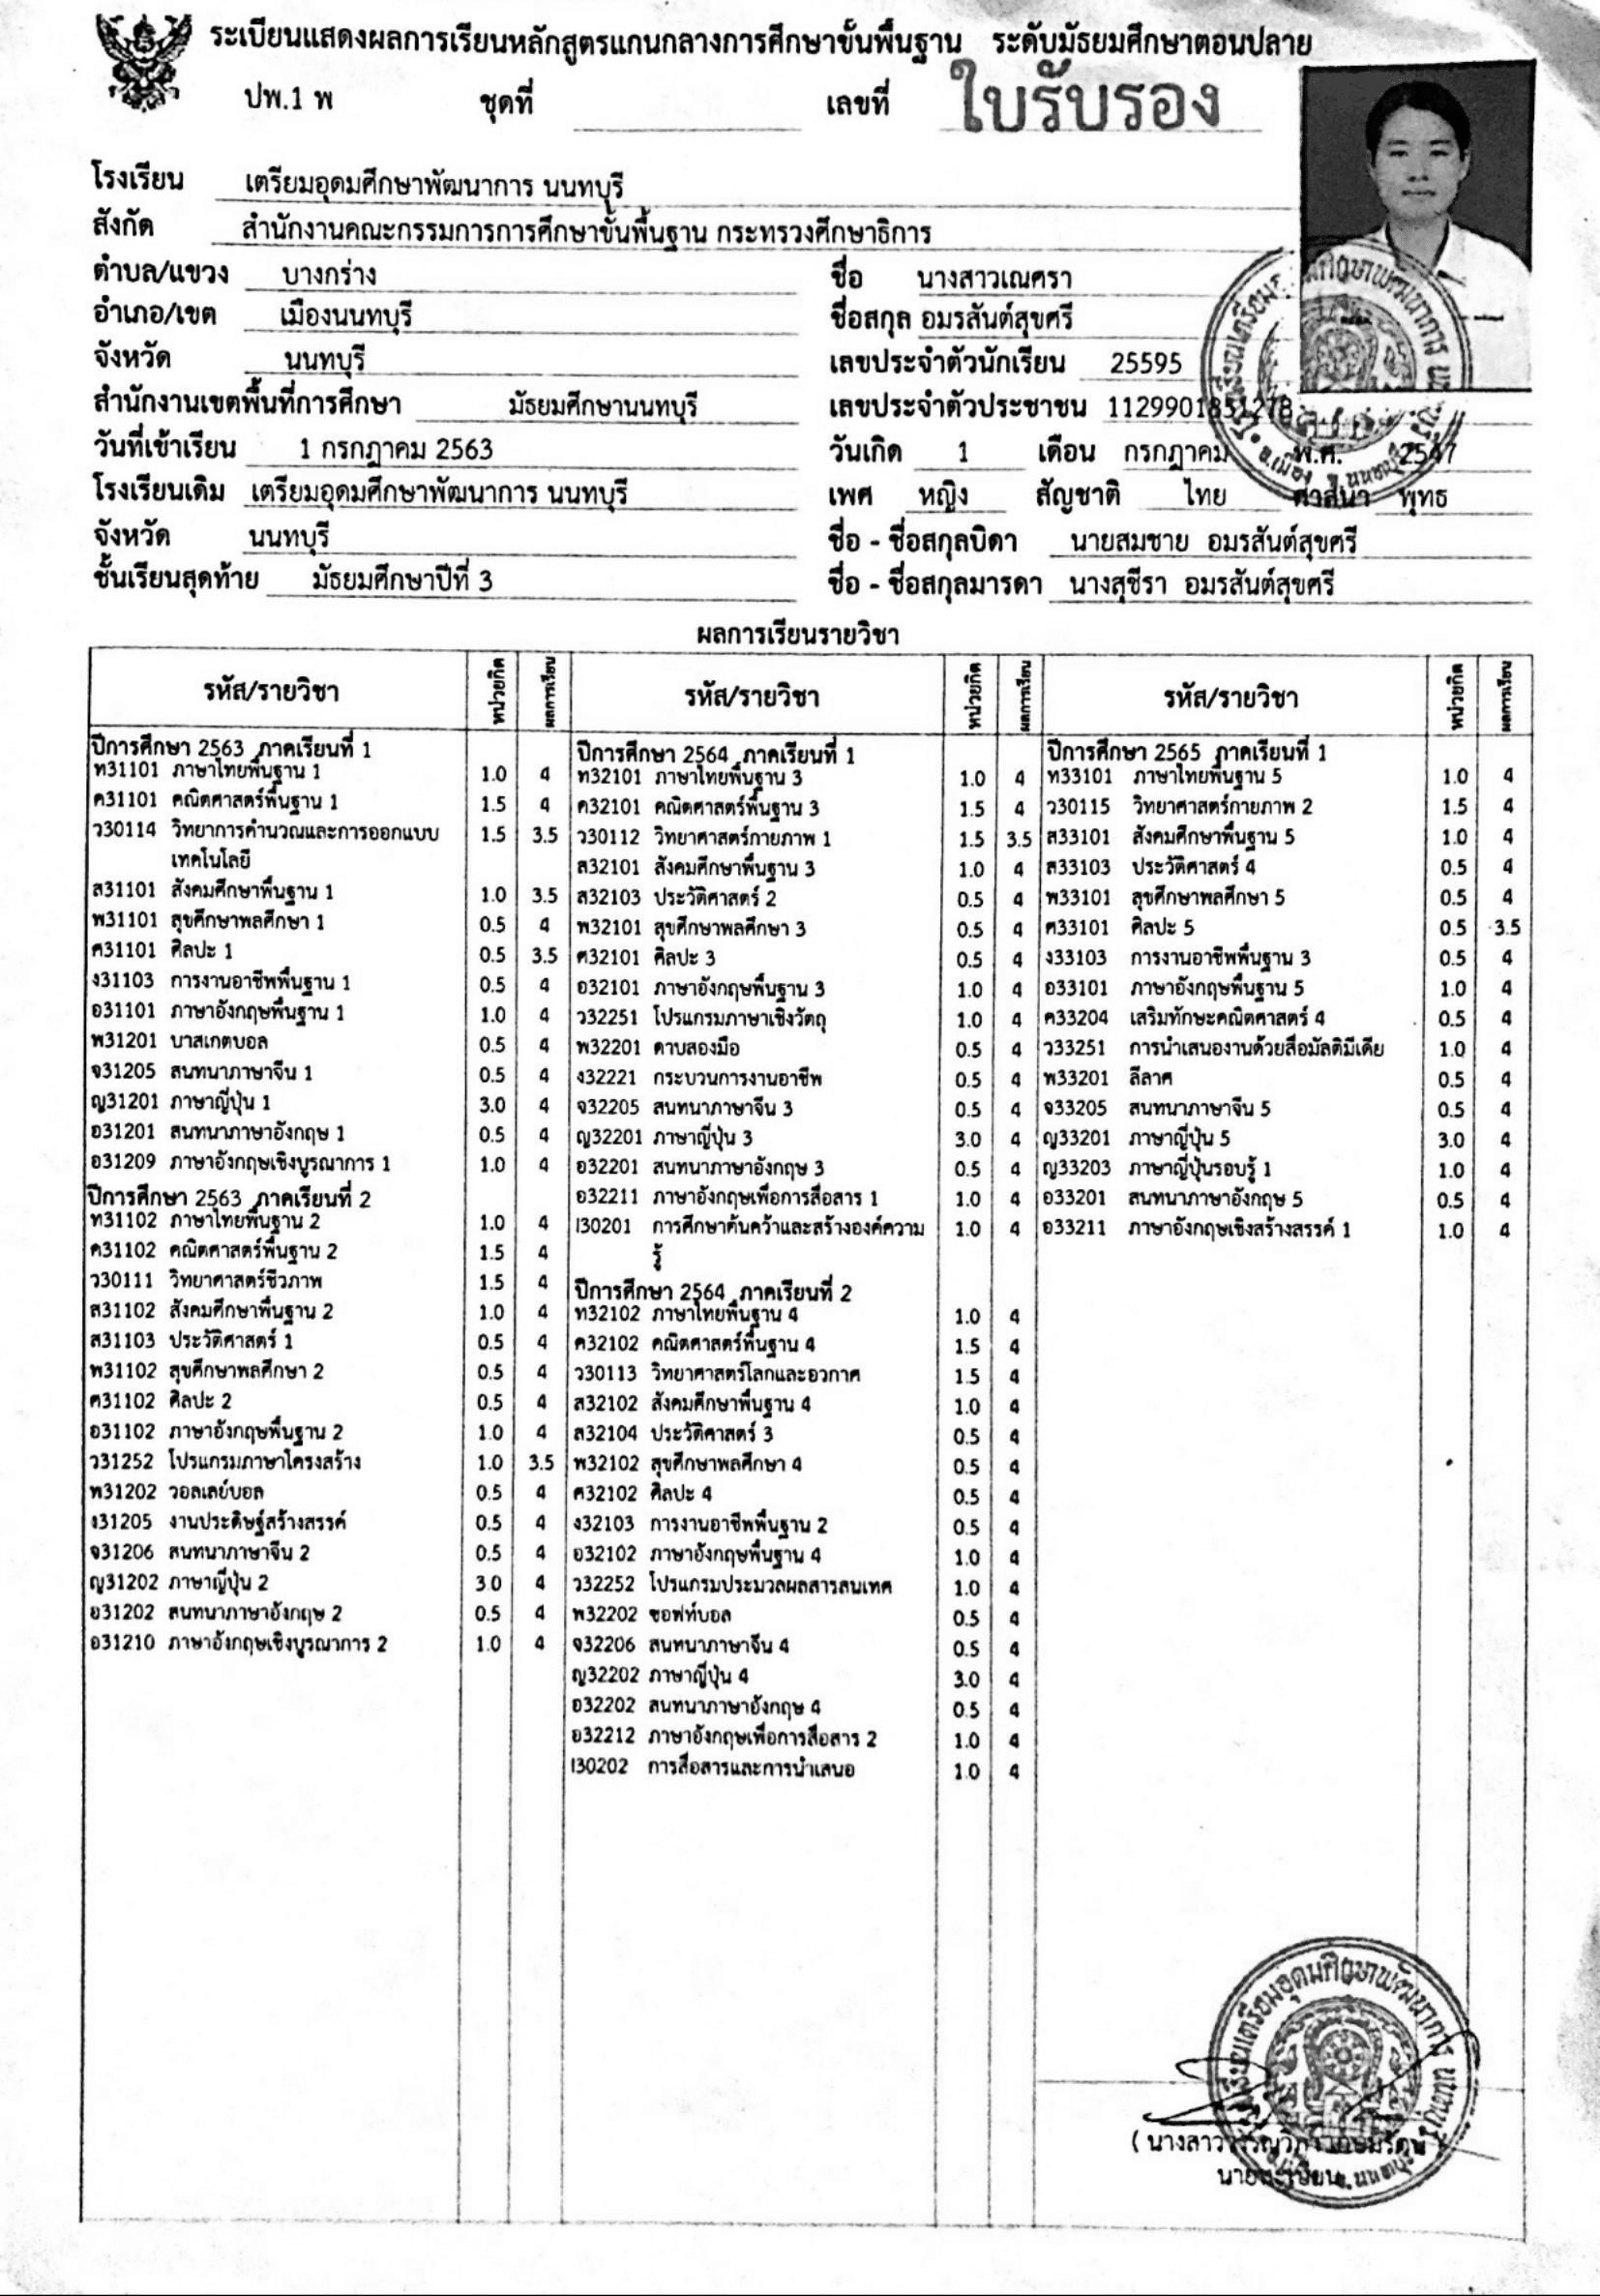 ระเบียนแสดงผลการเรียนหลักสูตรแกนกลางการศึกษาขั้นพื้นฐาน ระดับมัธยมศึกษาตอนปลาย
ปพ.1 พ ชุดที่ เลขที่ ใบรับรอง
โรงเรียน เตรียมอุดมศึกษาพัฒนาการ นนทบุรี
สังกัด สำนักงานคณะกรรมการการศึกษาขั้นพื้นฐาน กระทรวงศึกษาธิการ
ตำบล/แขวง บางกร่าง
อำเภอ/เขต เมืองนนทบุรี
จังหวัด นนทบุรี
สำนักงานเขตพื้นที่การศึกษา มัธยมศึกษานนทบุรี
วันที่เข้าเรียน 1 กรกฎาคม 2563
โรงเรียนเดิม เตรียมอุดมศึกษาพัฒนาการ นนทบุรี
จังหวัด นนทบุรี
ชั้นเรียนสุดท้าย มัธยมศึกษาปีที่ 3
ชื่อ นางสาวเณศรา
ชื่อสกุล อมรสันต์สุขศรี
เลขประจำตัวนักเรียน 25595
เลขประจำตัวประชาชน
วันเกิด 1 เดือน กรกฎาคม พ.ศ. 2547
เพศ หญิง สัญชาติ ไทย ศาสนา พุทธ
ชื่อ - ชื่อสกุลบิดา นายสมชาย อมรสันต์สุขศรี
ชื่อ - ชื่อสกุลมารดา นางสุชีรา อมรสันต์สุขศรี
ผลการเรียนรายวิชา
รหัส/รายวิชา หน่วยกิต ผลการเรียน
ปีการศึกษา 2563 ภาคเรียนที่ 1
ท31101 ภาษาไทยพื้นฐาน 1 1.0 4
ค31101 คณิตศาสตร์พื้นฐาน 1 1.5 4
ว30114 วิทยาการคำนวณและการออกแบบ 1.5 3.5
เทคโนโลยี
ส31101 สังคมศึกษาพื้นฐาน 1 1.0 3.5
พ31101 สุขศึกษาพลศึกษา 1 0.5 4
ศ31101 ศิลปะ 1 0.5 3.5
ง31103 การงานอาชีพพื้นฐาน 1 0.5 4
อ31101 ภาษาอังกฤษพื้นฐาน 1 1.0 4
พ31201 บาสเกตบอล 0.5 4
จ31205 สนทนาภาษาจีน 1 0.5 4
ญ31201 ภาษาญี่ปุ่น 1 3.0 4
อ31201 สนทนาภาษาอังกฤษ 1 0.5 4
อ31209 ภาษาอังกฤษเชิงบูรณาการ 1 1.0 4
ปีการศึกษา 2563 ภาคเรียนที่ 2
ท31102 ภาษาไทยพื้นฐาน 2 1.0 4
ค31102 คณิตศาสตร์พื้นฐาน 2 1.5 4
ว30111 วิทยาศาสตร์ชีวภาพ 1.5 4
ส31102 สังคมศึกษาพื้นฐาน 2 1.0 4
ส31103 ประวัติศาสตร์ 1 0.5 4
พ31102 สุขศึกษาพลศึกษา 2 0.5 4
ศ31102 ศิลปะ 2 0.5 4
อ31102 ภาษาอังกฤษพื้นฐาน 2 1.0 4
ว31252 โปรแกรมภาษาโครงสร้าง 1.0 3.5
พ31202 วอลเลย์บอล 0.5 4
ง31205 งานประดิษฐ์สร้างสรรค์ 0.5 4
จ31206 สนทนาภาษาจีน 2 0.5 4
ญ31202 ภาษาญี่ปุ่น 2 3.0 4
อ31202 สนทนาภาษาอังกฤษ 2 0.5 4
อ31210 ภาษาอังกฤษเชิงบูรณาการ 2 1.0 4
รหัส/รายวิชา หน่วยกิต ผลการเรียน
ปีการศึกษา 2564 ภาคเรียนที่ 1
ท32101 ภาษาไทยพื้นฐาน 3 1.0 4
ค32101 คณิตศาสตร์พื้นฐาน 3 1.5 4
ว30112 วิทยาศาสตร์กายภาพ 1 1.5 3.5
ส32101 สังคมศึกษาพื้นฐาน 3 1.0 4
ส32103 ประวัติศาสตร์ 2 0.5 4
พ32101 สุขศึกษาพลศึกษา 3 0.5 4
ศ32101 ศิลปะ 3 0.5 4
อ32101 ภาษาอังกฤษพื้นฐาน 3 1.0 4
ว32251 โปรแกรมภาษาเชิงวัตถุ 1.0 4
พ32201 ดาบสองมือ 0.5 4
ง32221 กระบวนการงานอาชีพ 0.5 4
จ32205 สนทนาภาษาจีน 3 0.5 4
ญ32201 ภาษาญี่ปุ่น 3 3.0 4
อ32201 สนทนาภาษาอังกฤษ 3 0.5 4
อ32211 ภาษาอังกฤษเพื่อการสื่อสาร 1 1.0 4
I30201 การศึกษาค้นคว้าและสร้างองค์ความ 1.0 4
รู้
ปีการศึกษา 2564 ภาคเรียนที่ 2
ท32102 ภาษาไทยพื้นฐาน 4 1.0 4
ค32102 คณิตศาสตร์พื้นฐาน 4 1.5 4
ว30113 วิทยาศาสตร์โลกและอวกาศ 1.5 4
ส32102 สังคมศึกษาพื้นฐาน 4 1.0 4
ส32104 ประวัติศาสตร์ 3 0.5 4
พ32102 สุขศึกษาพลศึกษา 4 0.5 4
ศ32102 ศิลปะ 4 0.5 4
ง32103 การงานอาชีพพื้นฐาน 2 0.5 4
อ32102 ภาษาอังกฤษพื้นฐาน 4 1.0 4
ว32252 โปรแกรมประมวลผลสารสนเทศ 1.0 4
พ32202 ซอฟท์บอล 0.5 4
จ32206 สนทนาภาษาจีน 4 0.5 4
ญ32202 ภาษาญี่ปุ่น 4 3.0 4
อ32202 สนทนาภาษาอังกฤษ 4 0.5 4
อ32212 ภาษาอังกฤษเพื่อการสื่อสาร 2 1.0 4
I30202 การสื่อสารและการนำเสนอ 1.0 4
รหัส/รายวิชา หน่วยกิต ผลการเรียน
ปีการศึกษา 2565 ภาคเรียนที่ 1
ท33101 ภาษาไทยพื้นฐาน 5 1.0 4
ว30115 วิทยาศาสตร์กายภาพ 2 1.5 4
ส33101 สังคมศึกษาพื้นฐาน 5 1.0 4
ส33103 ประวัติศาสตร์ 4 0.5 4
พ33101 สุขศึกษาพลศึกษา 5 0.5 4
ศ33101 ศิลปะ 5 0.5 3.5
ง33103 การงานอาชีพพื้นฐาน 3 0.5 4
อ33101 ภาษาอังกฤษพื้นฐาน 5 1.0 4
ค33204 เสริมทักษะคณิตศาสตร์ 4 0.5 4
ว33251 การนำเสนองานด้วยสื่อมัลติมีเดีย 1.0 4
พ33201 ลีลาศ 0.5 4
จ33205 สนทนาภาษาจีน 5 0.5 4
ญ33201 ภาษาญี่ปุ่น 5 3.0 4
ญ33203 ภาษาญี่ปุ่นรอบรู้ 1 1.0 4
อ33201 สนทนาภาษาอังกฤษ 5 0.5 4
อ33211 ภาษาอังกฤษเชิงสร้างสรรค์ 1 1.0 4
นายทะเบียน